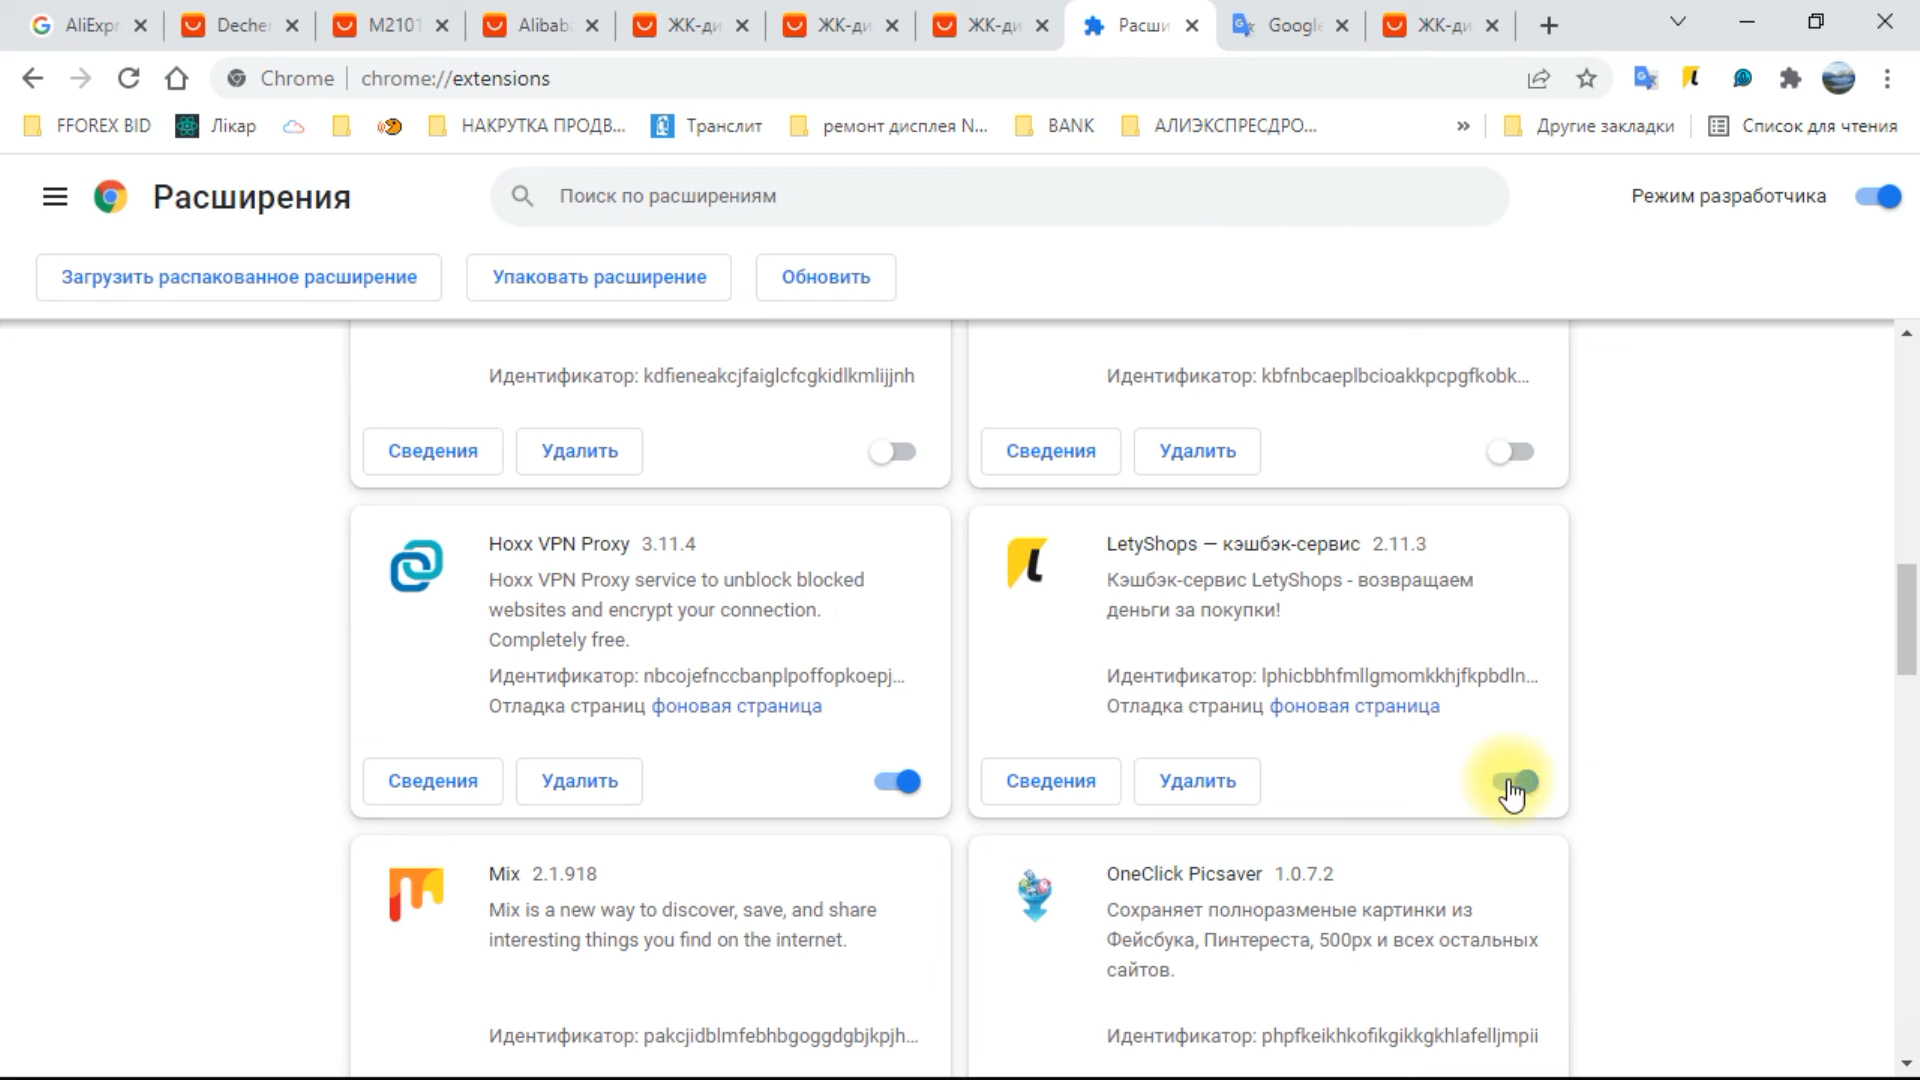 AliExpr
Decher
M2101
Alibab
ЖК-ди
ЖК-ди
ЖК-ди
Расши
Google
ЖК-ди
Chrome
chrome://extensions
FFOREX BID
Лікар
НАКРУТКА ПРОДВ...
Транслит
ремонт дисплея N...
BANK
АЛИЭКСПРЕСДРО...
»
Другие закладки
Список для чтения
Расширения
Поиск по расширениям
Режим разработчика
Загрузить распакованное расширение
Упаковать расширение
Обновить
Идентификатор: kdfieneakcjfaiglcfcgkidlkmlijjnh
Сведения
Удалить
Идентификатор: kbfnbcaeplbcioakkpcpgfkobk...
Сведения
Удалить
Hoxx VPN Proxy 3.11.4
Hoxx VPN Proxy service to unblock blocked
websites and encrypt your connection.
Completely free.
Идентификатор: nbcojefnccbanplpoffopkoepj...
Отладка страниц фоновая страница
Сведения
Удалить
LetyShops — кэшбэк-сервис 2.11.3
Кэшбэк-сервис LetyShops - возвращаем
деньги за покупки!
Идентификатор: lphicbbhfmllgmomkkhjfkpbdln...
Отладка страниц фоновая страница
Сведения
Удалить
Mix 2.1.918
Mix is a new way to discover, save, and share
interesting things you find on the internet.
Идентификатор: pakcjidblmfebhbgoggdgbjkpjh...
OneClick Picsaver 1.0.7.2
Сохраняет полноразменые картинки из
Фейсбука, Пинтереста, 500px и всех остальных
сайтов.
Идентификатор: phpfkeikhkofikgikkgkhlafelljmpii